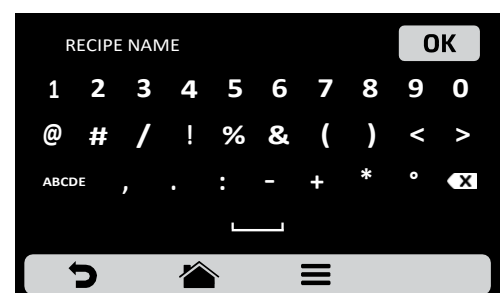 RECIPE NAME OK
1 2 3 4 5 6 7 8 9 0
@ # / ! % & ( ) < >
ABCDE , . : - + * ° X